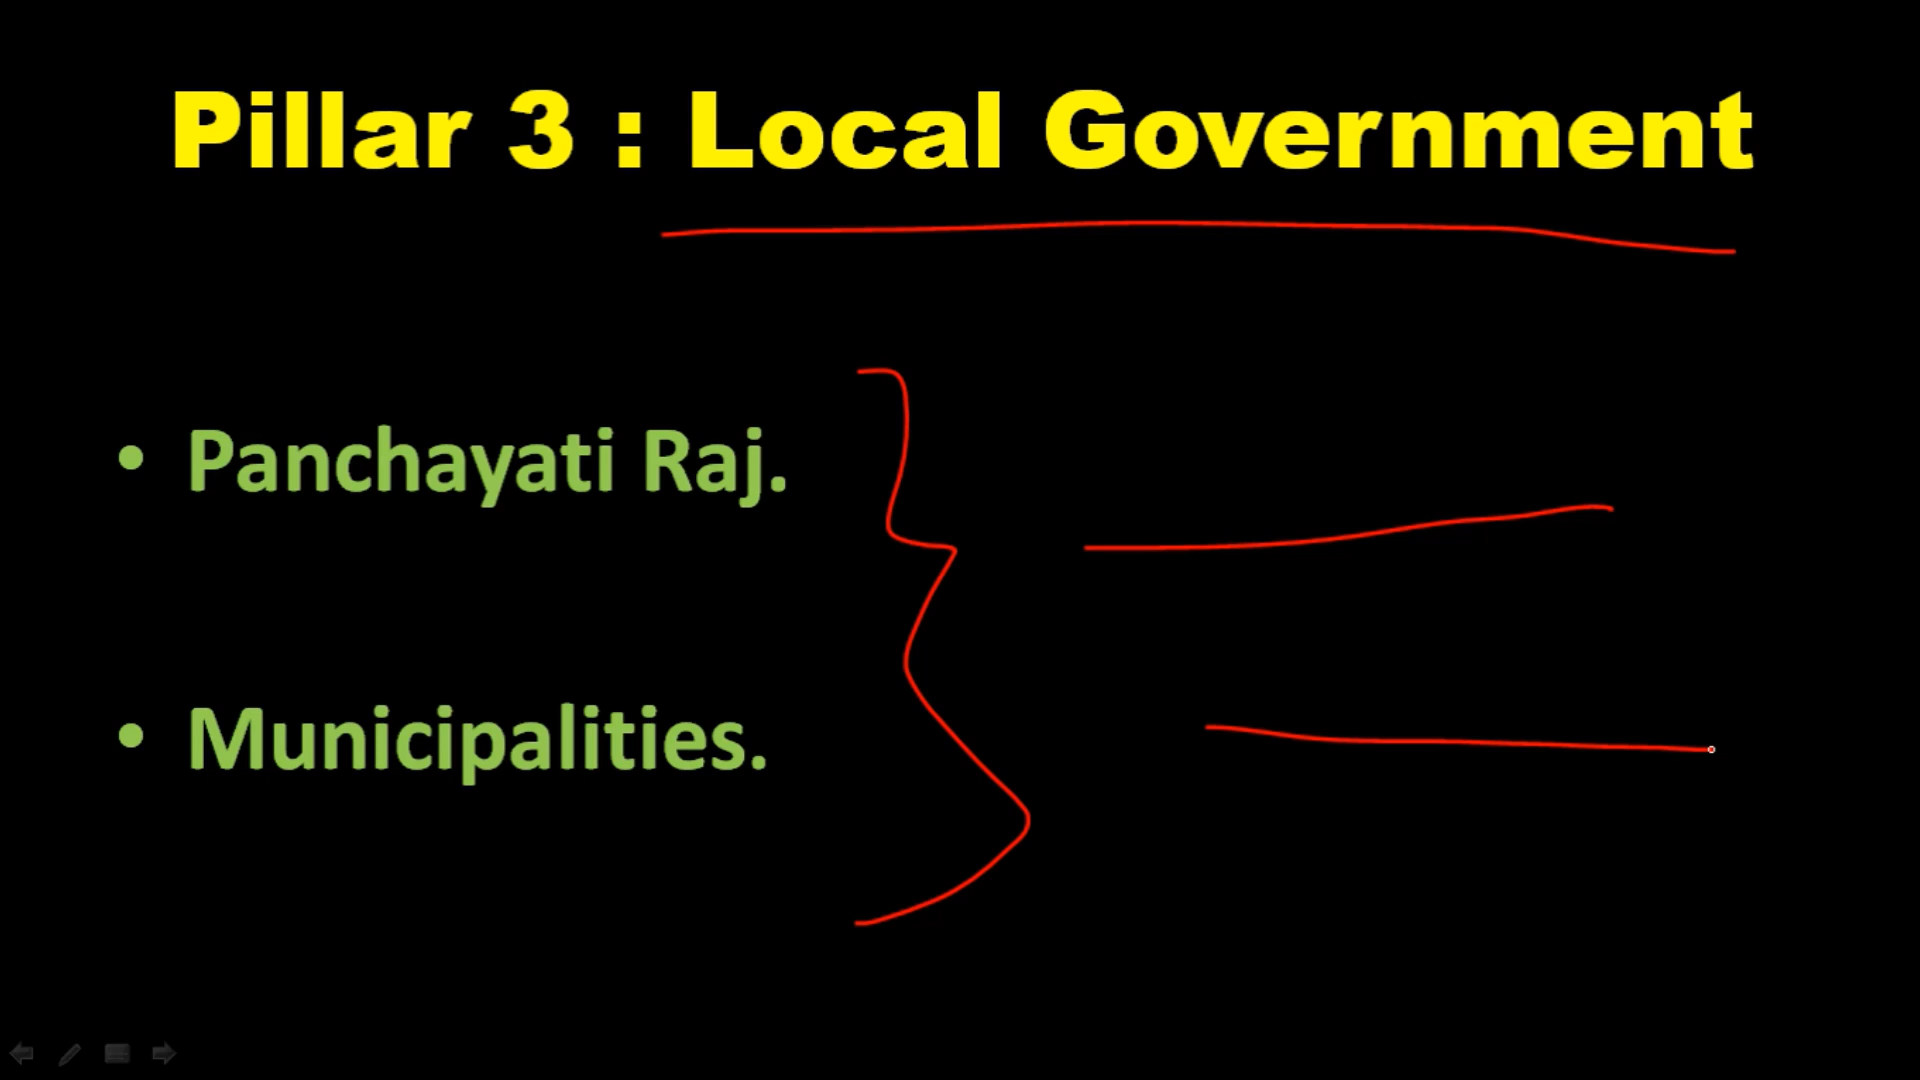 Pillar 3 : Local Government
• Panchayati Raj.
• Municipalities.